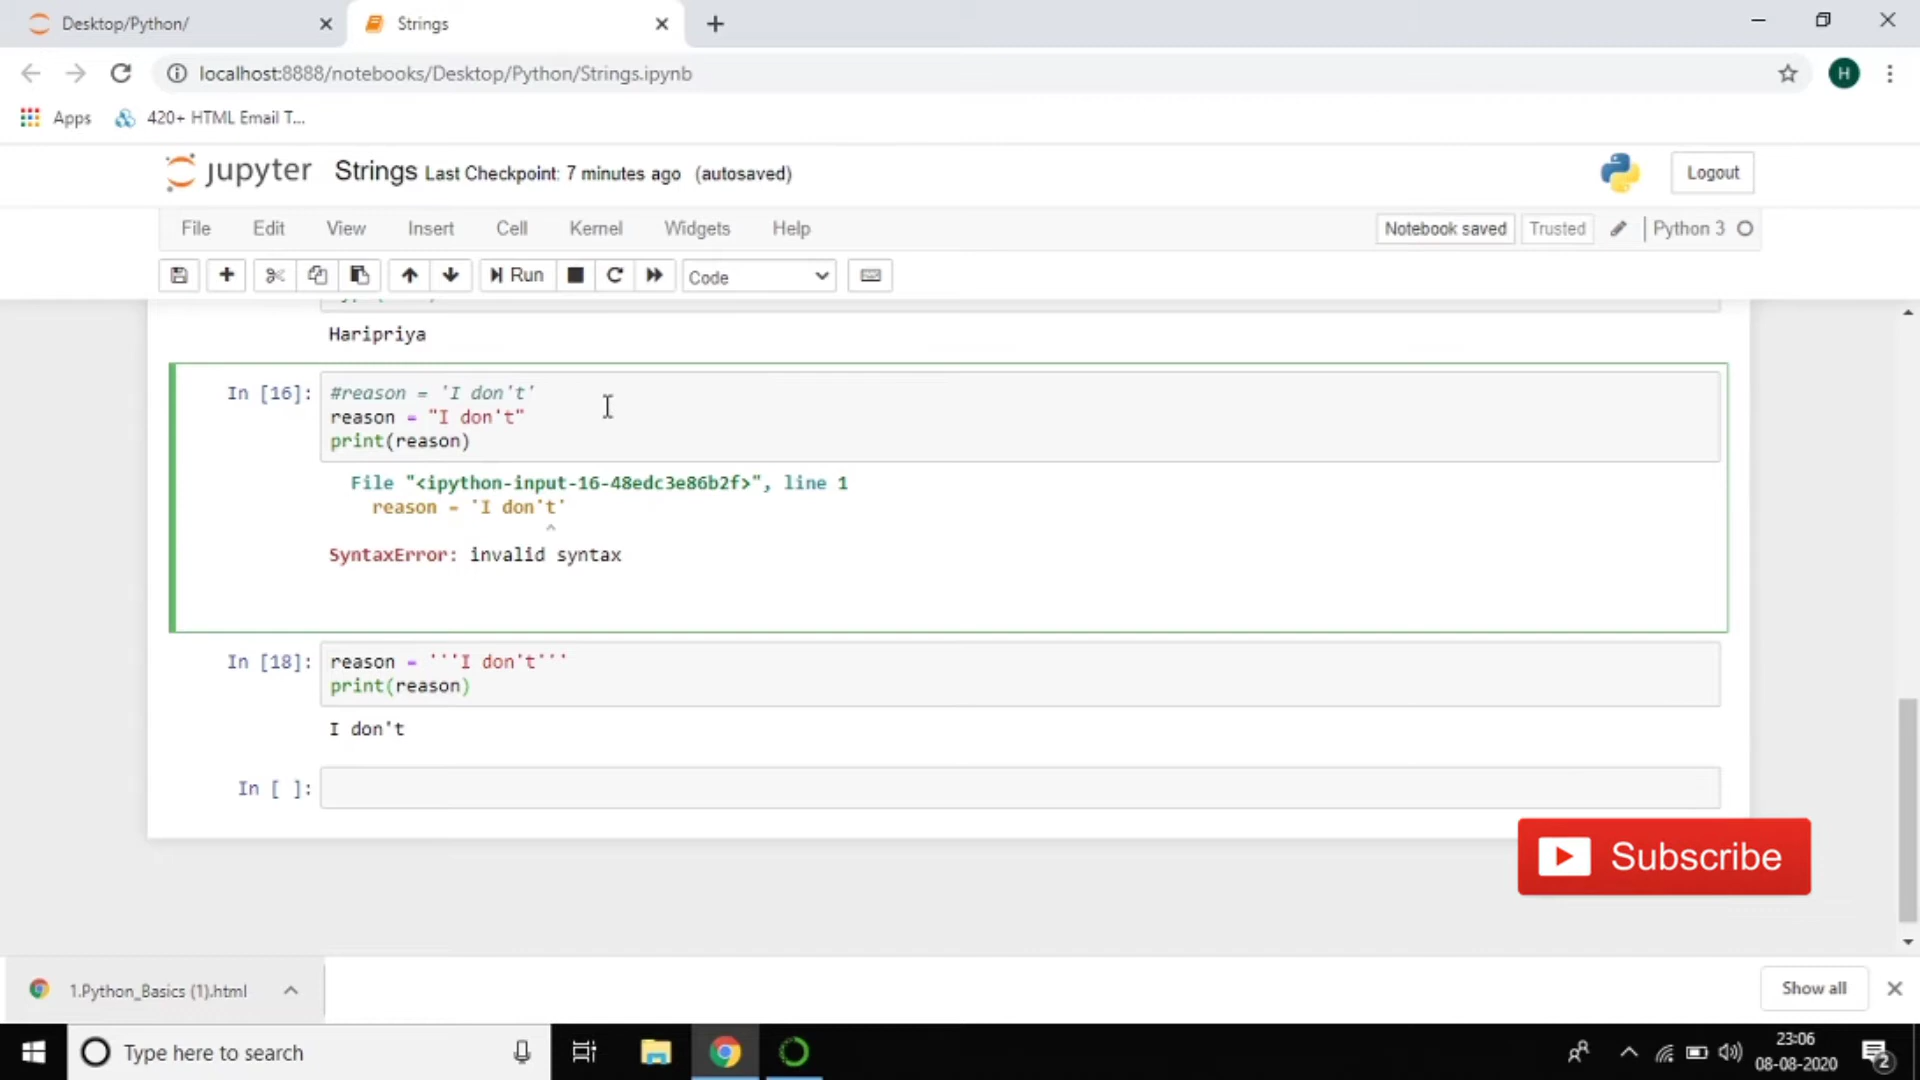 Desktop/Python/
Strings
localhost:8888/notebooks/Desktop/Python/Strings.ipynb
H
Apps
420+ HTML Email T...
jupyter Strings Last Checkpoint: 7 minutes ago (autosaved)
Logout
File Edit View Insert Cell Kernel Widgets Help
Notebook saved Trusted Python 3
Run Code
Haripriya
In [16]:
#reason = 'I don't'
reason = "I don't"
print(reason)
File "<ipython-input-16-48edc3e86b2f>", line 1
reason = 'I don't'
^
SyntaxError: invalid syntax
In [18]:
reason = '''I don't'''
print(reason)
I don't
In [ ]:
Subscribe
1.Python_Basics (1).html
Show all
Type here to search
23:06
08-08-2020
2